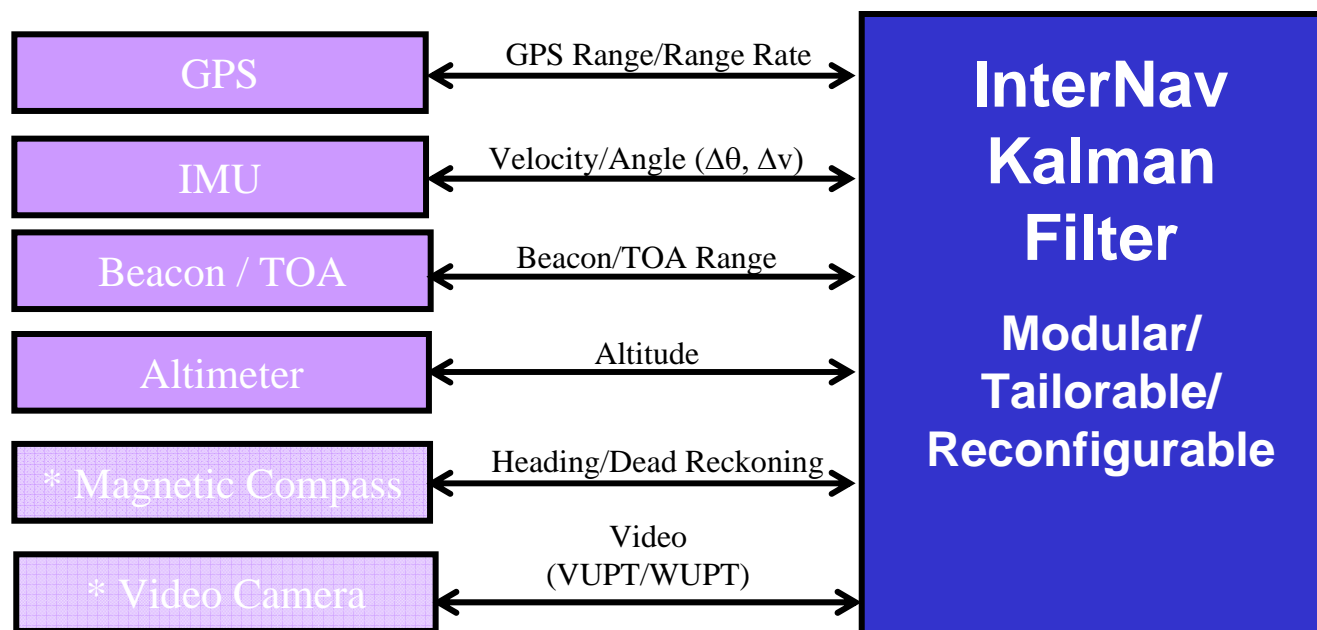 GPS
GPS Range/Range Rate
IMU
Velocity/Angle (Δθ, Δv)
Beacon / TOA
Beacon/TOA Range
Altimeter
Altitude
* Magnetic Compass
Heading/Dead Reckoning
* Video Camera
Video
(VUPT/WUPT)
InterNav
Kalman
Filter
Modular/
Tailorable/
Reconfigurable